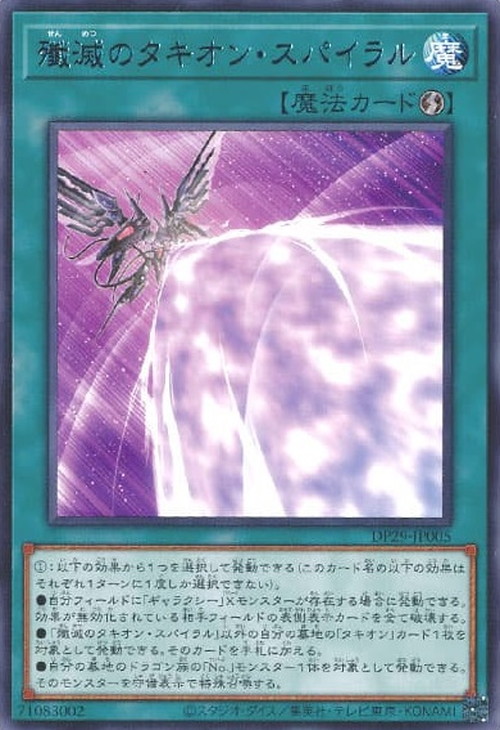 殲滅のタキオン・スパイラル
魔
【魔法カード】
DP29-JP005
①：以下の効果から1つを選択して発動できる（このカード名の以下の効果は
それぞれ1ターンに1度しか選択できない）。
●自分フィールドに「ギャラクシー」Xモンスターが存在する場合に発動できる。
効果が無効化されている相手フィールドの表側表示カードを全て破壊する。
●「殲滅のタキオン・スパイラル」以外の自分の墓地の「タキオン」カード1枚を
対象として発動できる。そのカードを手札に加える。
●自分の墓地のドラゴン族の「No.」モンスター1体を対象として発動できる。
そのモンスターを守備表示で特殊召喚する。
71083002
©スタジオ・ダイス／集英社・テレビ東京・KONAMI